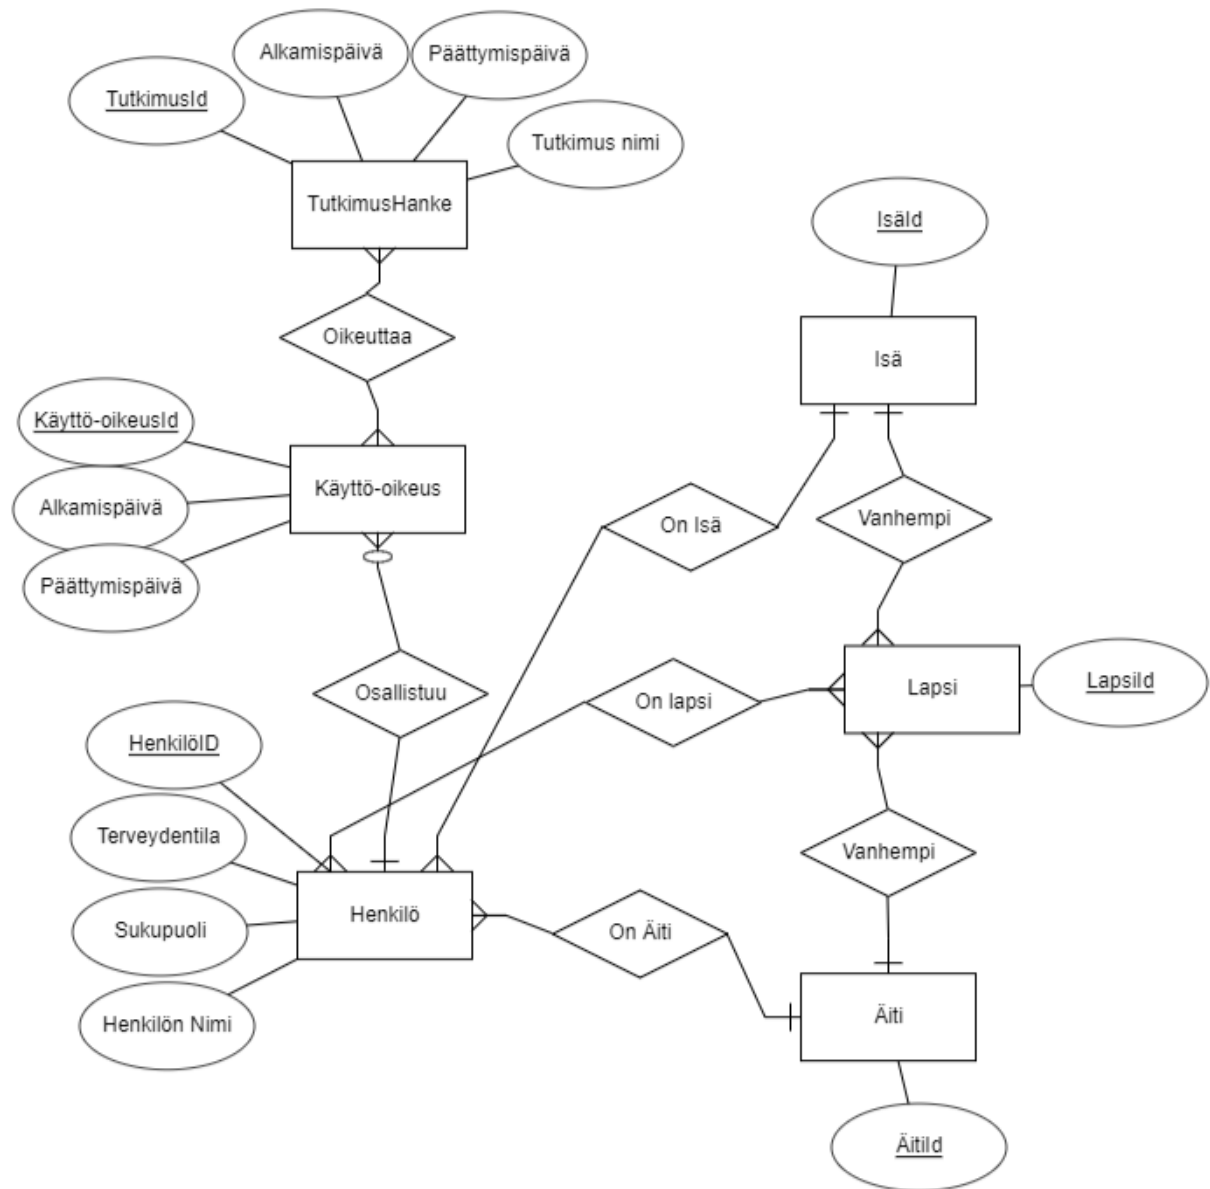 Alkamispäivä
Päättymispäivä
TutkimusId
Tutkimus nimi
TutkimusHanke
IsäId
Oikeuttaa
Isä
Käyttö-oikeusId
Käyttö-oikeus
Alkamispäivä
On Isä
Vanhempi
Päättymispäivä
Osallistuu
On lapsi
Lapsi
LapsiId
HenkilöID
Terveydentila
Vanhempi
Henkilö
Sukupuoli
On Äiti
Henkilön Nimi
Äiti
ÄitiId